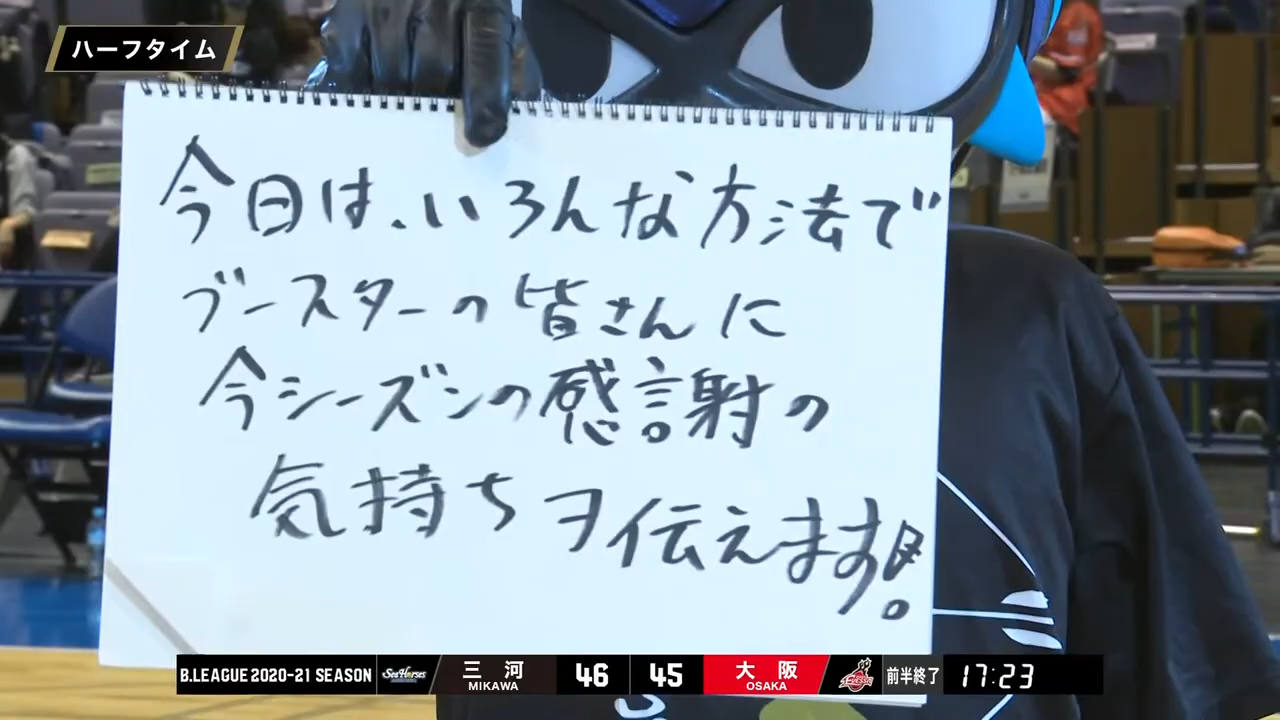 ハーフタイム
今日は、いろんな方法で
ブースターの皆さんに
今シーズンの感謝の
気持ちヲ伝えます!
B.LEAGUE 2020-21 SEASON
SeaHorses
三河
MIKAWA
46
45
大阪
OSAKA
前半終了
17:23